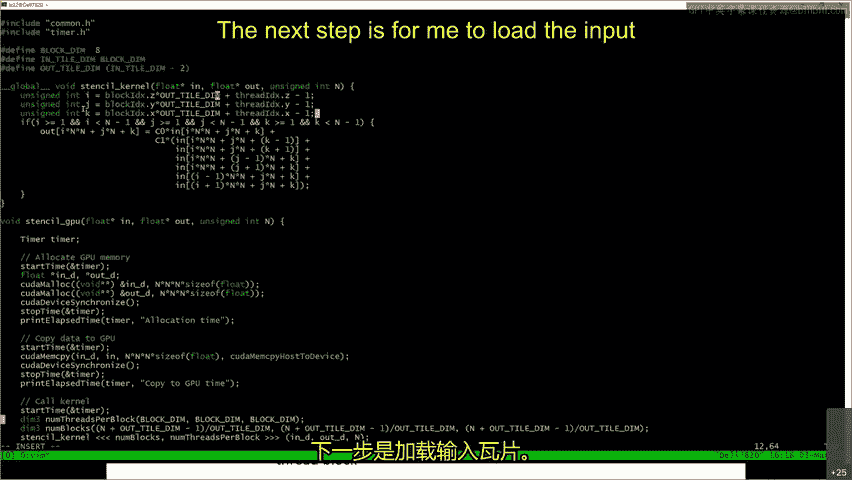 The next step is for me to load the input
#include "common.h"
#include "timer.h"
#define BLOCK_DIM 8
#define IN_TILE_DIM BLOCK_DIM
#define OUT_TILE_DIM (IN_TILE_DIM - 2)
__global__ void stencil_kernel(float* in, float* out, unsigned int N) {
unsigned int i = blockIdx.z*OUT_TILE_DIM + threadIdx.z - 1;
unsigned int j = blockIdx.y*OUT_TILE_DIM + threadIdx.y - 1;
unsigned int k = blockIdx.x*OUT_TILE_DIM + threadIdx.x - 1;
if(i >= 1 && i < N - 1 && j >= 1 && j < N - 1 && k >= 1 && k < N - 1) {
out[i*N*N + j*N + k] = C0*in[i*N*N + j*N + k] +
C1*(in[i*N*N + j*N + (k - 1)] +
in[i*N*N + j*N + (k + 1)] +
in[i*N*N + (j - 1)*N + k] +
in[i*N*N + (j + 1)*N + k] +
in[(i - 1)*N*N + j*N + k] +
in[(i + 1)*N*N + j*N + k]);
}
}
void stencil_gpu(float* in, float* out, unsigned int N) {
Timer timer;
// Allocate GPU memory
startTime(&timer);
float *in_d, *out_d;
cudaMalloc((void**) &in_d, N*N*N*sizeof(float));
cudaMalloc((void**) &out_d, N*N*N*sizeof(float));
cudaDeviceSynchronize();
stopTime(&timer);
printElapsedTime(timer, "Allocation time");
// Copy data to GPU
startTime(&timer);
cudaMemcpy(in_d, in, N*N*N*sizeof(float), cudaMemcpyHostToDevice);
cudaDeviceSynchronize();
stopTime(&timer);
printElapsedTime(timer, "Copy to GPU time");
// Call kernel
startTime(&timer);
dim3 numThreadsPerBlock(BLOCK_DIM, BLOCK_DIM, BLOCK_DIM);
dim3 numBlocks((N + OUT_TILE_DIM - 1)/OUT_TILE_DIM, (N + OUT_TILE_DIM - 1)/OUT_TILE_DIM, (N + OUT_TILE_DIM - 1)/OUT_TILE_DIM);
stencil_kernel <<< numBlocks, numThreadsPerBlock >>> (in_d, out_d, N);
-- INSERT -- 12,64
下一步是加载输入瓦片。
+25